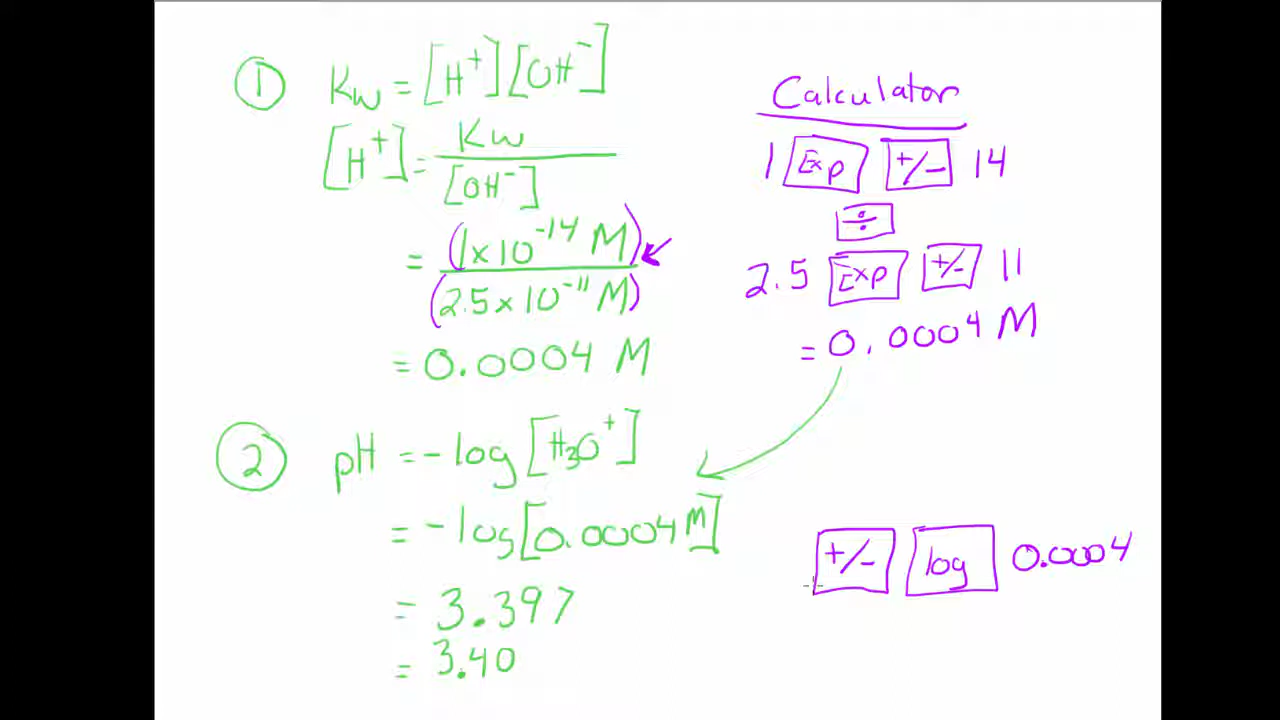 ① Kw = [H⁺][OH⁻]
[H⁺] = Kw / [OH⁻]
= (1×10⁻¹⁴ M) / (2.5×10⁻¹¹ M)
= 0.0004 M
Calculator
1 Exp +/- 14
÷
2.5 Exp +/- 11
= 0.0004 M
② pH = -log [H₃O⁺]
= -log[0.0004 M]
= 3.397
= 3.40
+/- log 0.0004